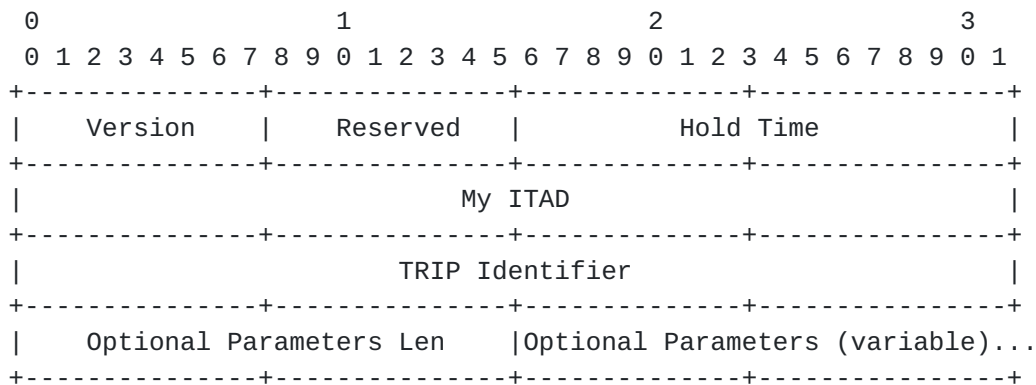 0                   1                   2                   3
0 1 2 3 4 5 6 7 8 9 0 1 2 3 4 5 6 7 8 9 0 1 2 3 4 5 6 7 8 9 0 1
+---------------+---------------+--------------+----------------+
|    Version    |    Reserved   |          Hold Time            |
+---------------+---------------+--------------+----------------+
|                            My ITAD                            |
+---------------+---------------+--------------+----------------+
|                        TRIP Identifier                        |
+---------------+---------------+--------------+----------------+
|    Optional Parameters Len    |Optional Parameters (variable)...
+---------------+---------------+--------------+----------------+